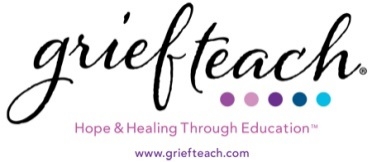 griefteach®
Hope & Healing Through Education™
www.griefteach.com